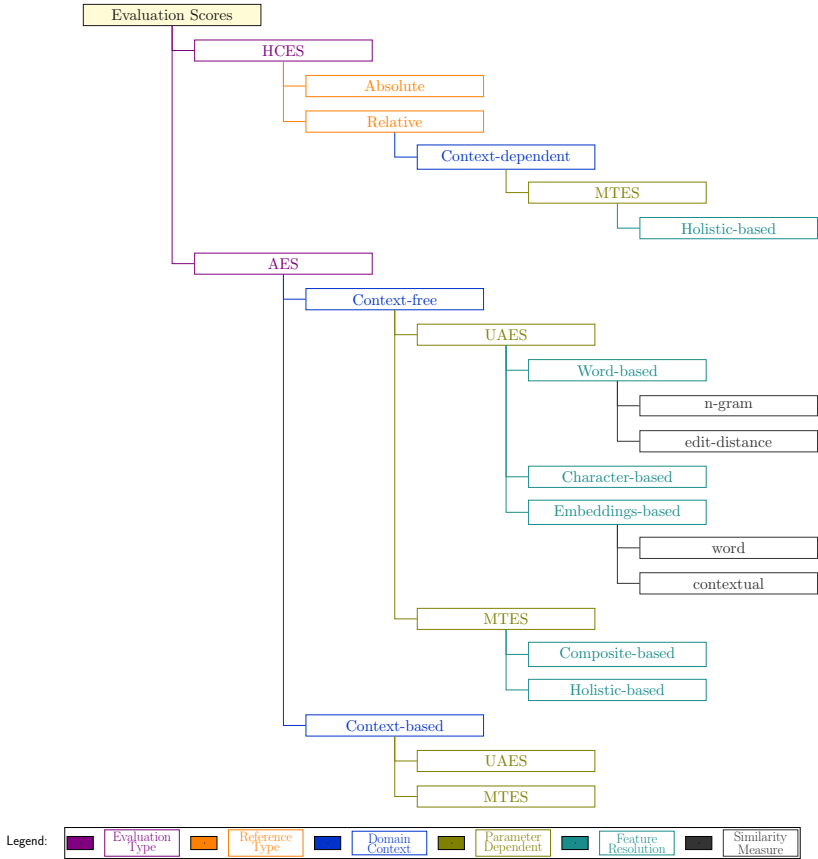 Evaluation Scores
HCES
Absolute
Relative
Context-dependent
MTES
Holistic-based
AES
Context-free
UAES
Word-based
n-gram
edit-distance
Character-based
Embeddings-based
word
contextual
MTES
Composite-based
Holistic-based
Context-based
UAES
MTES
Legend:
Evaluation
Type
Reference
Type
Domain
Context
Parameter
Dependent
Feature
Resolution
Similarity
Measure